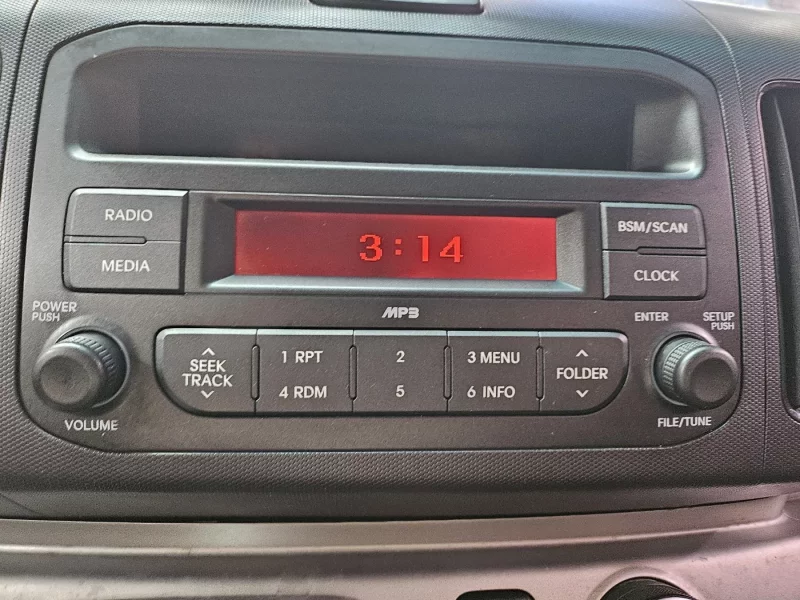 RADIO
MEDIA
3:14
BSM/SCAN
CLOCK
MP3
POWER
PUSH
VOLUME
SEEK
TRACK
1 RPT
4 RDM
2
5
3 MENU
6 INFO
FOLDER
ENTER
SETUP
PUSH
FILE/TUNE